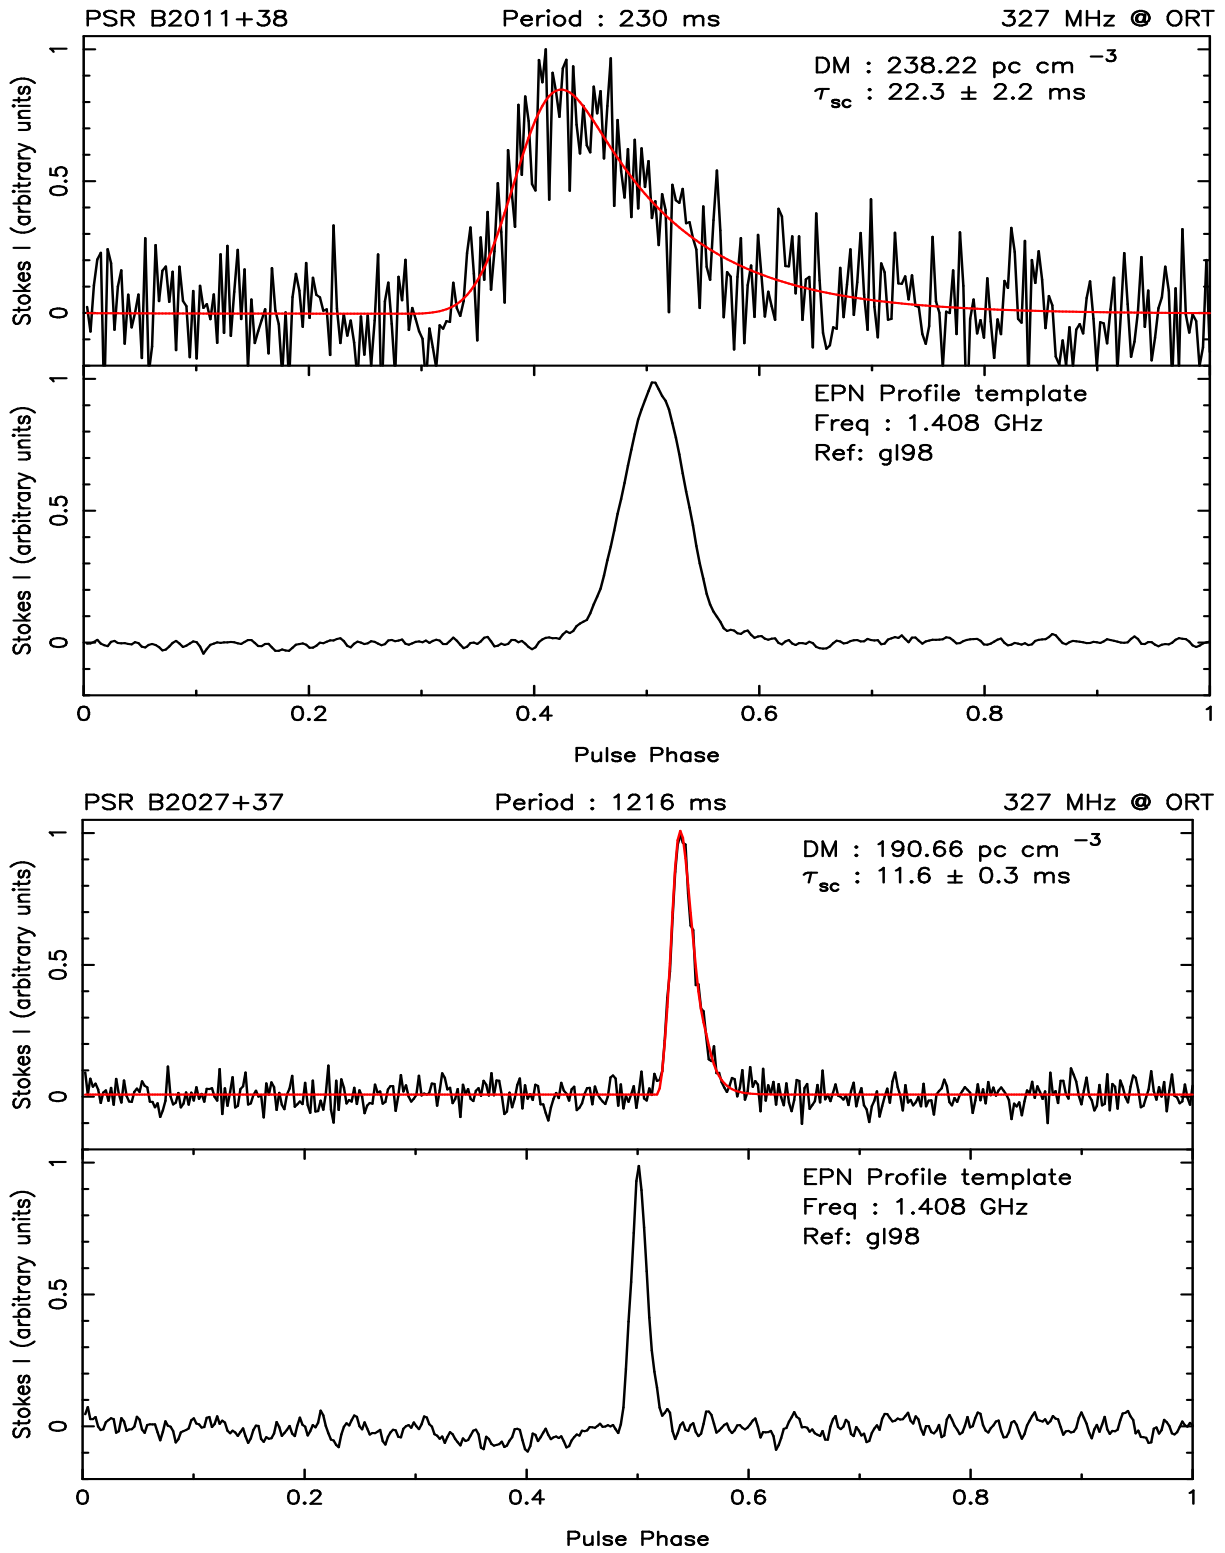 PSR B2011+38 Period : 230 ms 327 MHz @ ORT
DM : 238.22 pc cm −3
τsc : 22.3 ± 2.2 ms
Stokes I (arbitrary units)
1
0.5
0
EPN Profile template
Freq : 1.408 GHz
Ref: gl98
Stokes I (arbitrary units)
1
0.5
0
0 0.2 0.4 0.6 0.8 1
Pulse Phase
PSR B2027+37 Period : 1216 ms 327 MHz @ ORT
DM : 190.66 pc cm −3
τsc : 11.6 ± 0.3 ms
Stokes I (arbitrary units)
1
0.5
0
EPN Profile template
Freq : 1.408 GHz
Ref: gl98
Stokes I (arbitrary units)
1
0.5
0
0 0.2 0.4 0.6 0.8 1
Pulse Phase